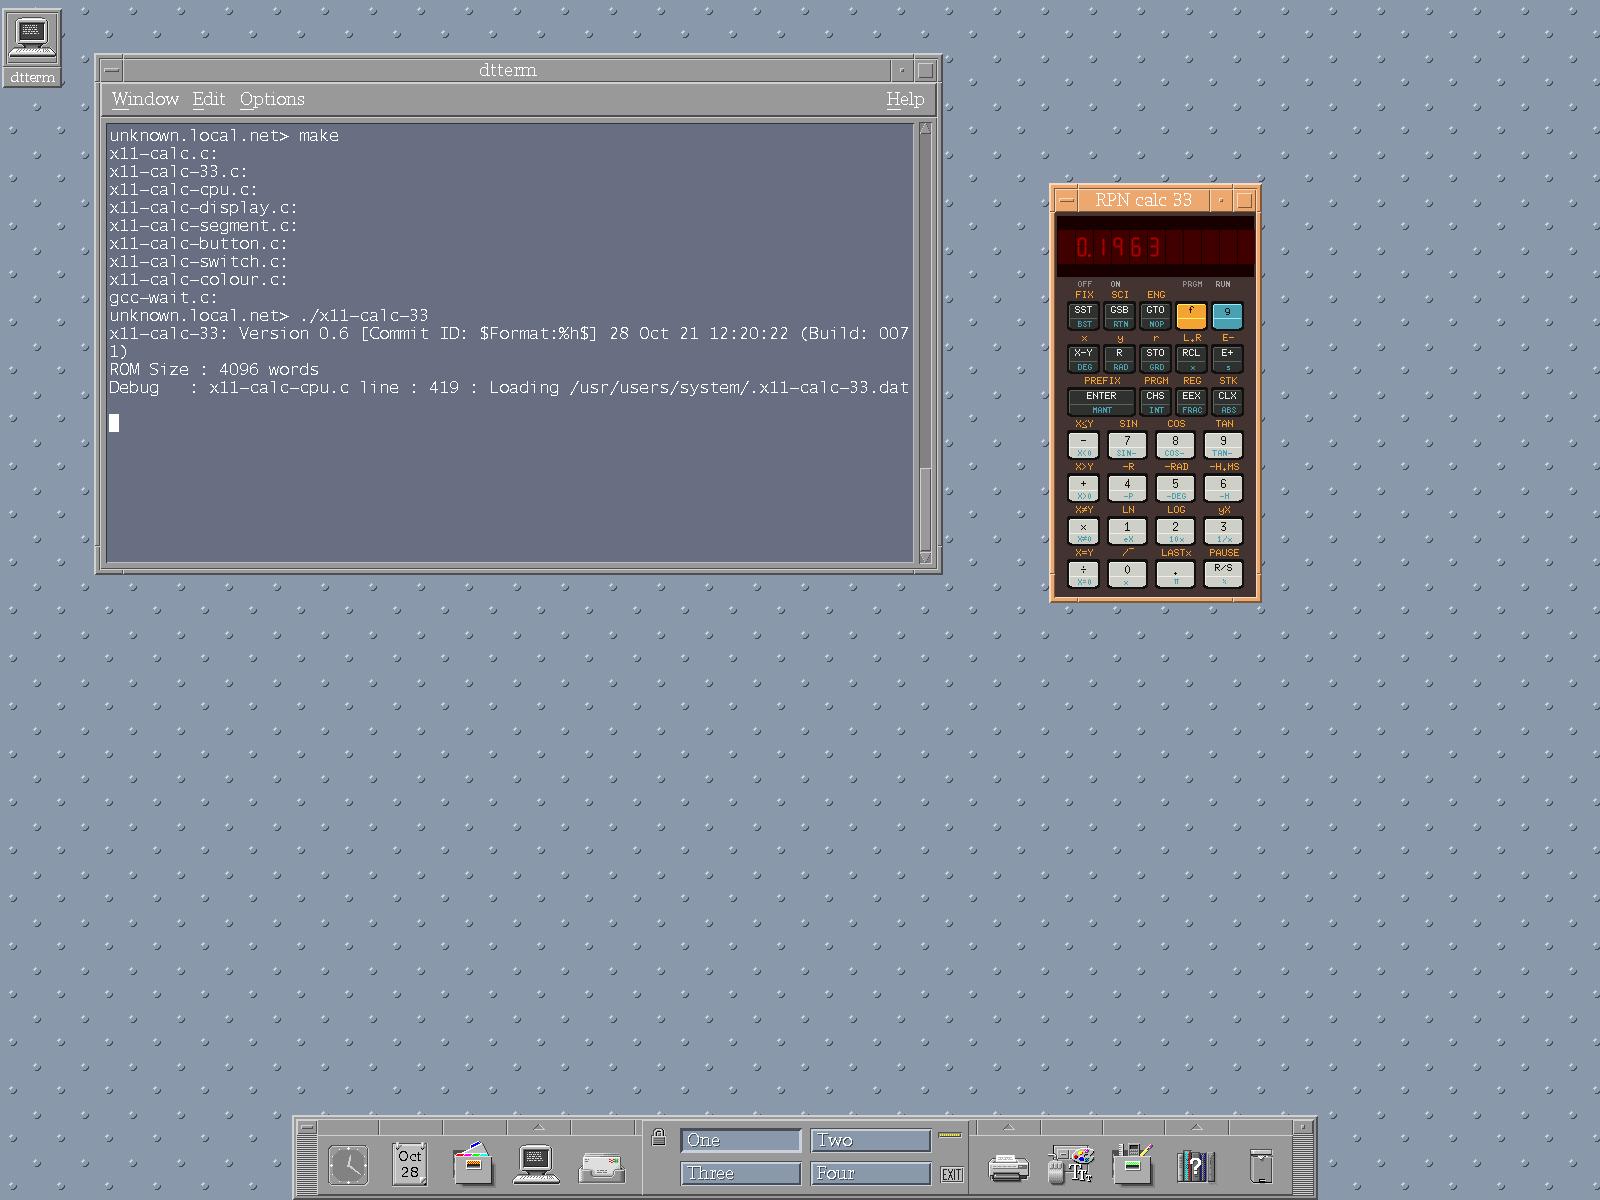 dtterm
dtterm
Window Edit Options Help
unknown.local.net> make
x11-calc.c:
x11-calc-33.c:
x11-calc-cpu.c:
x11-calc-display.c:
x11-calc-segment.c:
x11-calc-button.c:
x11-calc-switch.c:
x11-calc-colour.c:
gcc-wait.c:
unknown.local.net> ./x11-calc-33
x11-calc-33: Version 0.6 [Commit ID: $Format:%h$] 28 Oct 21 12:20:22 (Build: 007
1)
ROM Size : 4096 words
Debug   : x11-calc-cpu.c line : 419 : Loading /usr/users/system/.x11-calc-33.dat
RPN calc 33
0.1963
OFF ON PRGM RUN
FIX SCI ENG
SST GSB GTO f g
BST RTN NOP
x y r L.R E-
X-Y R STO RCL E+
DEG RAD GRD x s
PREFIX PRGM REG STK
ENTER CHS EEX CLX
MANT INT FRAC ABS
X≤Y SIN COS TAN
- 7 8 9
X<0 SIN- COS- TAN-
X>Y -R -RAD -H.MS
+ 4 5 6
X>0 -P -DEG -H
X≠Y LN LOG yX
× 1 2 3
X≠0 eX 10x 1/x
X=Y LASTx PAUSE
÷ 0 . R/S
X=0 x π %
Oct
28
One Two
Three Four
EXIT